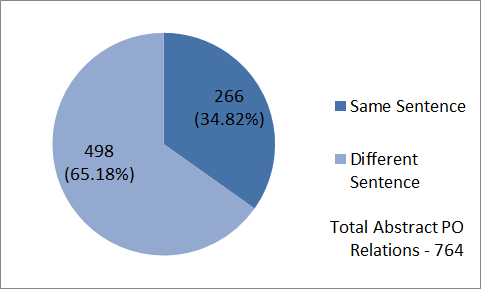 266
(34.82%)
498
(65.18%)
Same Sentence
Different
Sentence
Total Abstract PO
Relations - 764